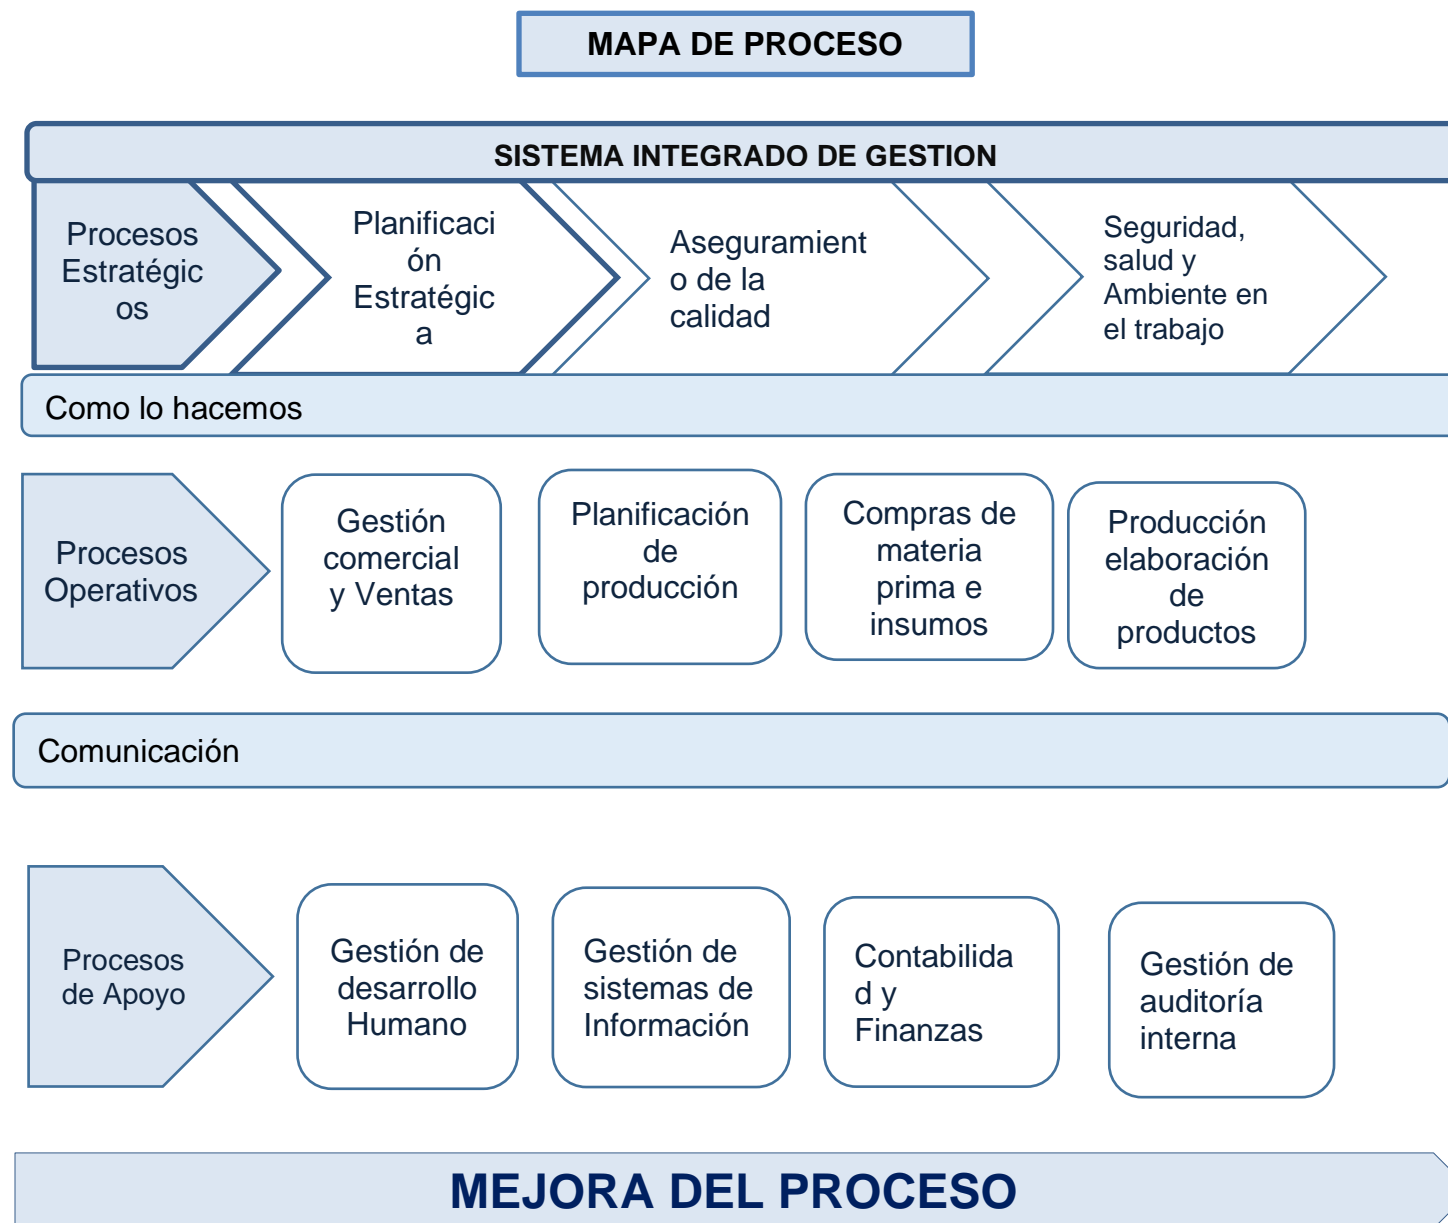 MAPA DE PROCESO
SISTEMA INTEGRADO DE GESTION
Procesos
Estratégic
os
Planificaci
ón
Estratégic
a
Aseguramient
o de la
calidad
Seguridad,
salud y
Ambiente en
el trabajo
Como lo hacemos
Procesos
Operativos
Gestión
comercial
y Ventas
Planificación
de
producción
Compras de
materia
prima e
insumos
Producción
elaboración
de
productos
Comunicación
Procesos
de Apoyo
Gestión de
desarrollo
Humano
Gestión de
sistemas de
Información
Contabilida
d y
Finanzas
Gestión de
auditoría
interna
MEJORA DEL PROCESO